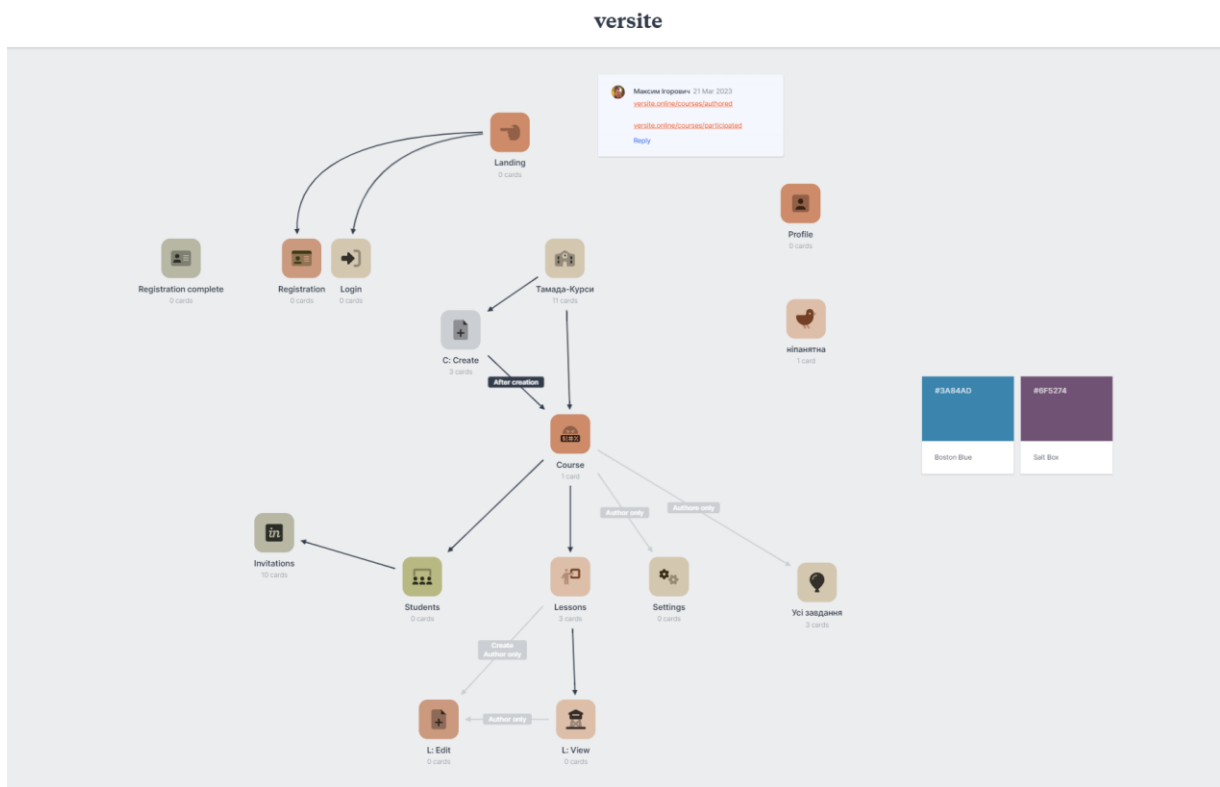 versite
Максим Ігорович 21 Mar 2023
versite.online/courses/authored
versite.online/courses/participated
Reply
Landing
0 cards
Profile
0 cards
Registration complete
0 cards
Registration
0 cards
Login
0 cards
Тамада-Курси
11 cards
C: Create
3 cards
ніпанятна
1 card
After creation
#3A84AD
Boston Blue
#6F5274
Salt Box
Course
1 card
Author only
Authors only
Invitations
10 cards
Students
0 cards
Lessons
3 cards
Settings
0 cards
Усі завдання
3 cards
Create
Author only
Author only
L: Edit
0 cards
L: View
0 cards